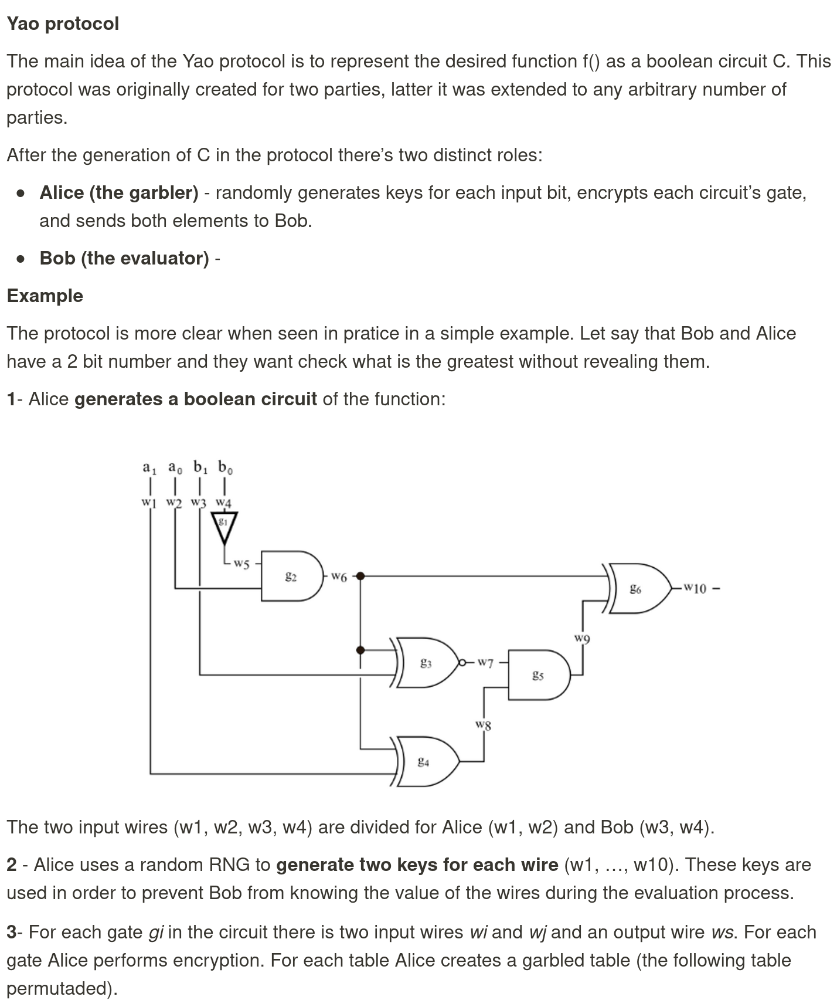 Yao protocol
The main idea of the Yao protocol is to represent the desired function f() as a boolean circuit C. This
protocol was originally created for two parties, latter it was extended to any arbitrary number of
parties.
After the generation of C in the protocol there’s two distinct roles:
● Alice (the garbler) - randomly generates keys for each input bit, encrypts each circuit’s gate,
and sends both elements to Bob.
● Bob (the evaluator) -
Example
The protocol is more clear when seen in pratice in a simple example. Let say that Bob and Alice
have a 2 bit number and they want check what is the greatest without revealing them.
1- Alice generates a boolean circuit of the function:
a₁ a₀ b₁ b₀
w1 w2 w3 w4
g₁
w5
g₂
w6
g₆
w10
w9
g₃
w7
g₅
w8
g₄
The two input wires (w1, w2, w3, w4) are divided for Alice (w1, w2) and Bob (w3, w4).
2 - Alice uses a random RNG to generate two keys for each wire (w1, …, w10). These keys are
used in order to prevent Bob from knowing the value of the wires during the evaluation process.
3- For each gate gi in the circuit there is two input wires wi and wj and an output wire ws. For each
gate Alice performs encryption. For each table Alice creates a garbled table (the following table
permutaded).